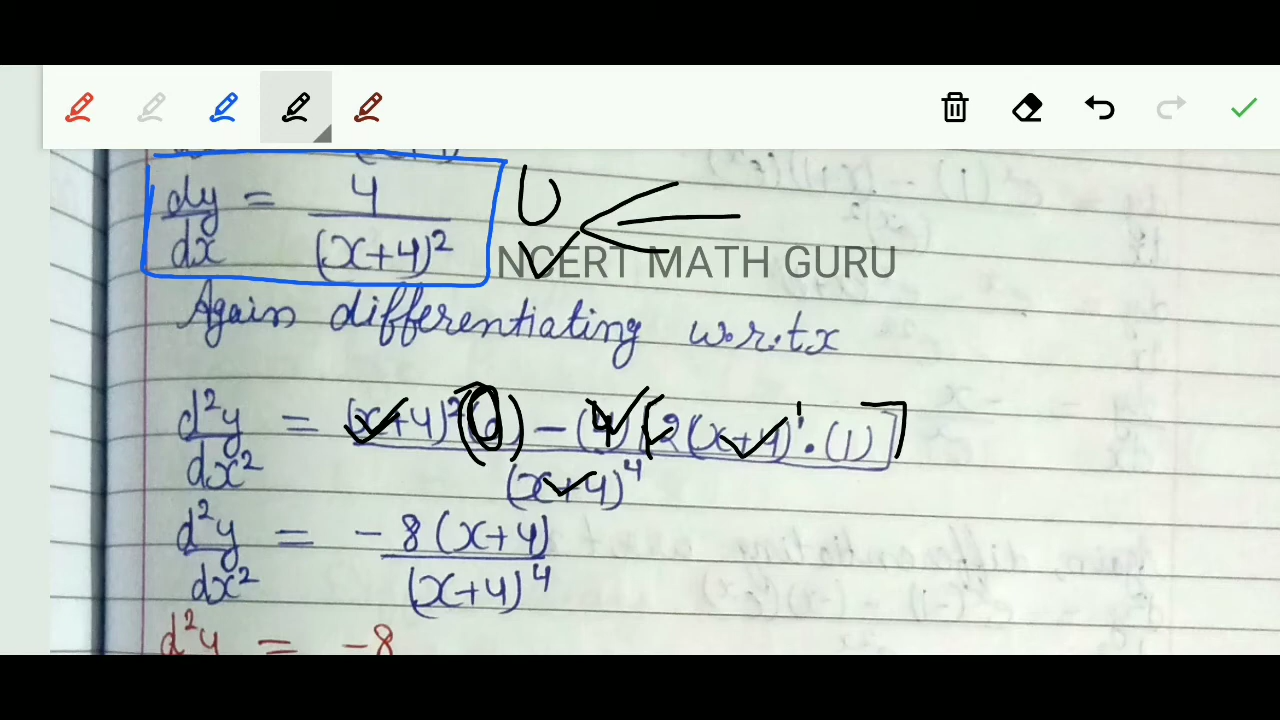 dy/dx = 4/(x+4)²
NCERT MATH GURU
Again differentiating w.r.t x
d²y/dx² = (x+4)²(0) - (4)[2(x+4)¹·(1)]/(x+4)⁴
d²y/dx² = -8(x+4)/(x+4)⁴
d²y = -8